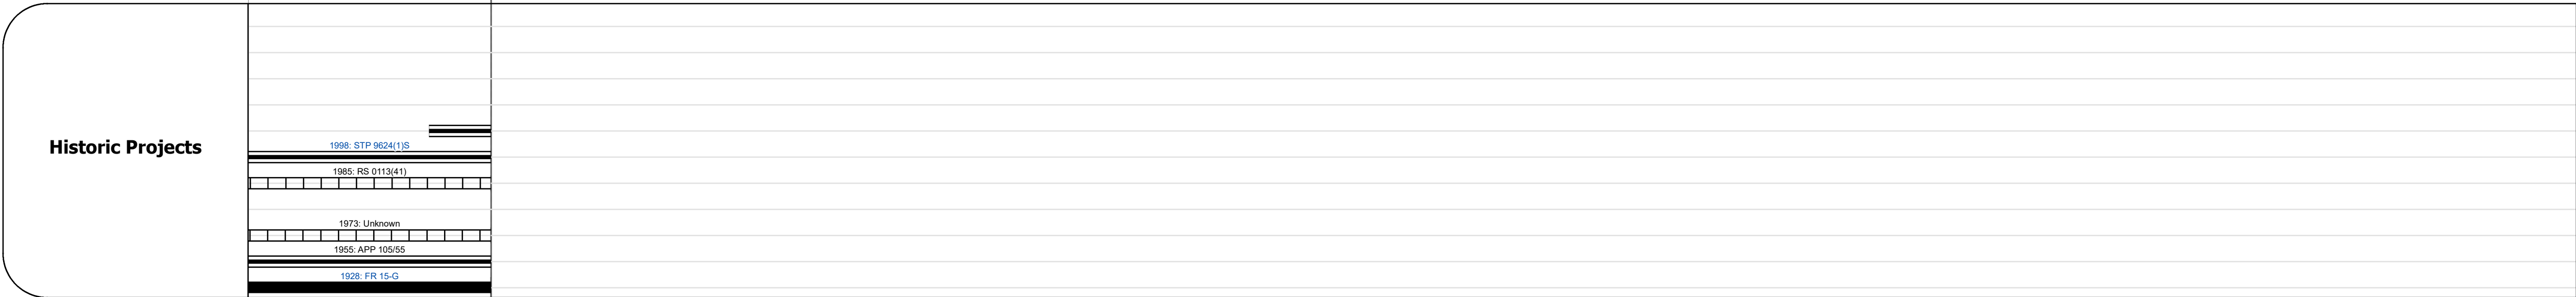 Historic Projects
1998: STP 9624(1)S
1985: RS 0113(41)
1973: Unknown
1955: APP 105/55
1928: FR 15-G